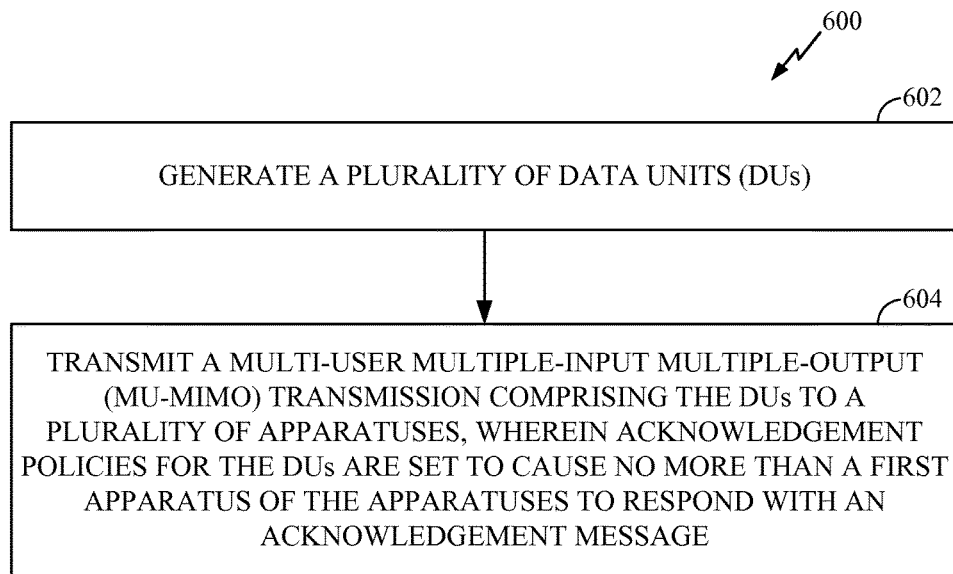 600
602
GENERATE A PLURALITY OF DATA UNITS (DUs)
604
TRANSMIT A MULTI-USER MULTIPLE-INPUT MULTIPLE-OUTPUT
(MU-MIMO) TRANSMISSION COMPRISING THE DUs TO A
PLURALITY OF APPARATUSES, WHEREIN ACKNOWLEDGEMENT
POLICIES FOR THE DUs ARE SET TO CAUSE NO MORE THAN A FIRST
APPARATUS OF THE APPARATUSES TO RESPOND WITH AN
ACKNOWLEDGEMENT MESSAGE